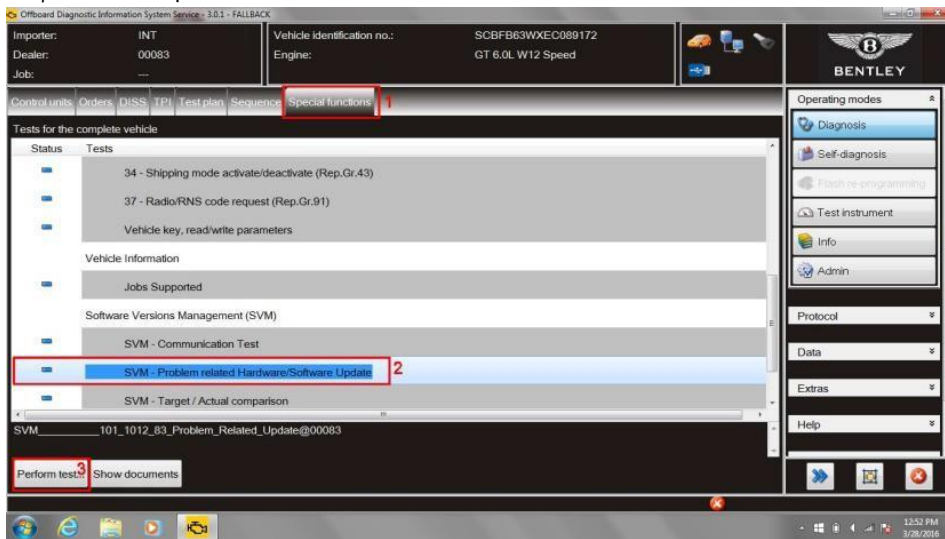 Offboard Diagnostic Information System Service - 3.0.1 - FALLBACK
Importer: INT
Dealer: 00083
Job: ---
Vehicle identification no.: SCBFB63WXEC089172
Engine: GT 6.0L W12 Speed
BENTLEY
Control units Orders DISS TPI Test plan Sequence Special functions 1
Tests for the complete vehicle
Status Tests
34 - Shipping mode activate/deactivate (Rep.Gr.43)
37 - Radio/RNS code request (Rep.Gr.91)
Vehicle key, read/write parameters
Vehicle Information
Jobs Supported
Software Versions Management (SVM)
SVM - Communication Test
SVM - Problem related Hardware/Software Update 2
SVM - Target / Actual comparison
SVM_____101_1012_83_Problem_Related_Update@00083
Perform test... 3 Show documents
Operating modes
Diagnosis
Self-diagnosis
Flash re-programming
Test instrument
Info
Admin
Protocol
Data
Extras
Help
12:52 PM
3/28/2016